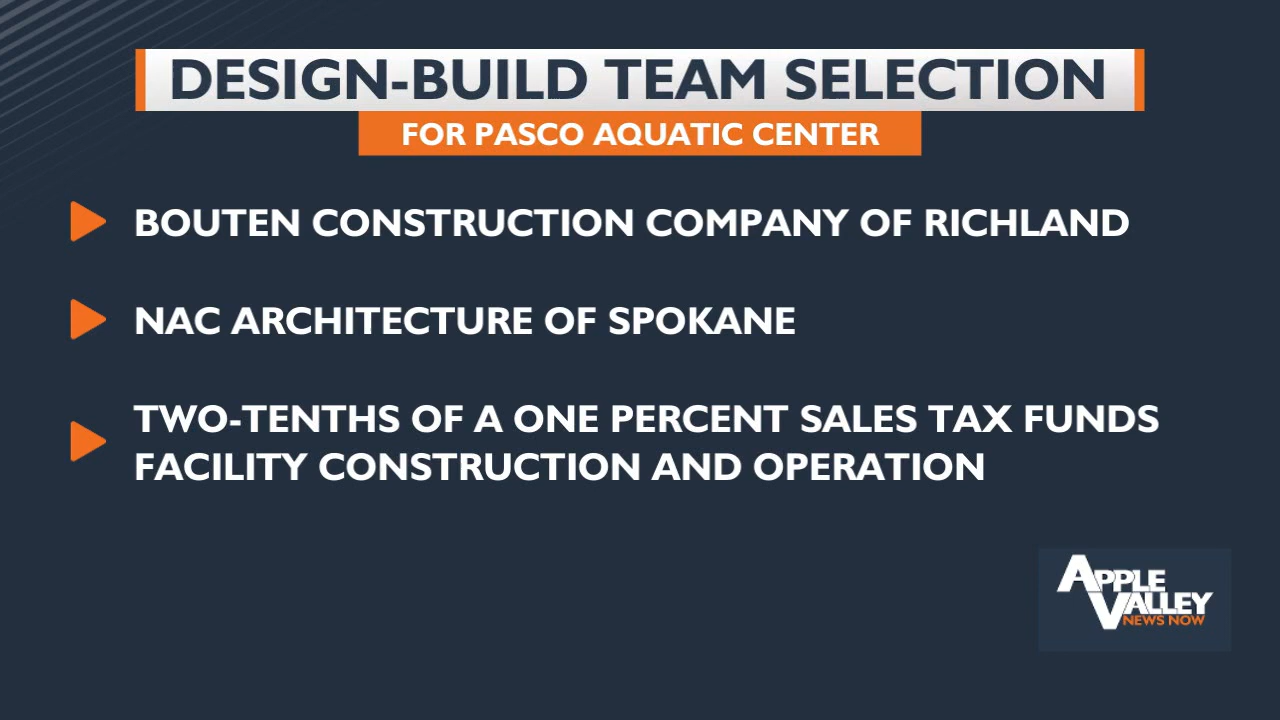 DESIGN-BUILD TEAM SELECTION
FOR PASCO AQUATIC CENTER
BOUTEN CONSTRUCTION COMPANY OF RICHLAND
NAC ARCHITECTURE OF SPOKANE
TWO-TENTHS OF A ONE PERCENT SALES TAX FUNDS
FACILITY CONSTRUCTION AND OPERATION
APPLE
VALLEY
NEWS NOW